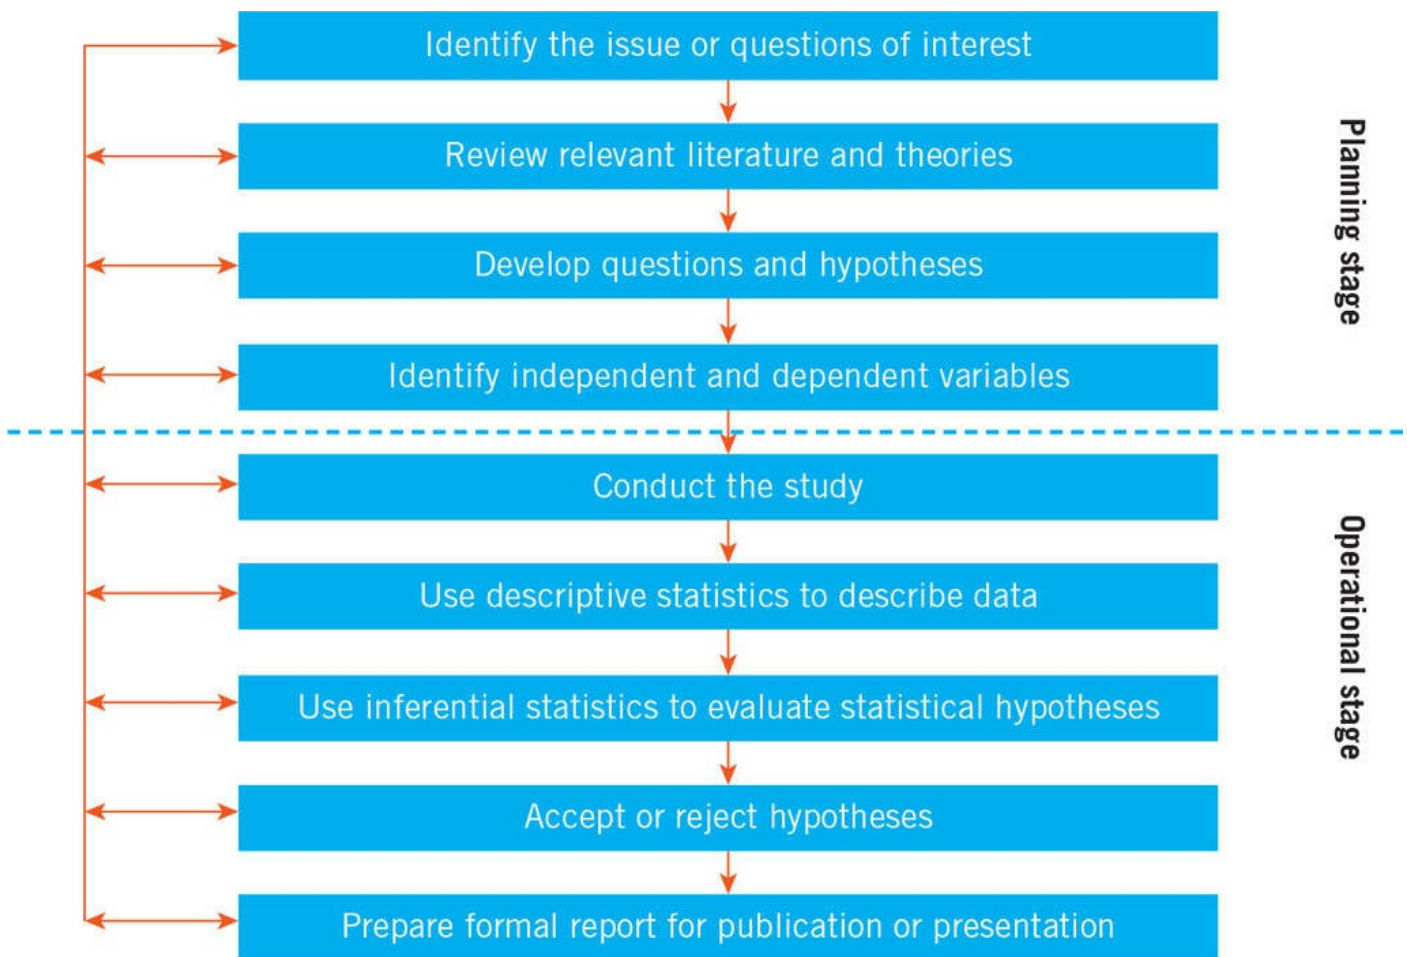 Identify the issue or questions of interest
Review relevant literature and theories
Develop questions and hypotheses
Identify independent and dependent variables
Planning stage
Conduct the study
Use descriptive statistics to describe data
Use inferential statistics to evaluate statistical hypotheses
Accept or reject hypotheses
Prepare formal report for publication or presentation
Operational stage